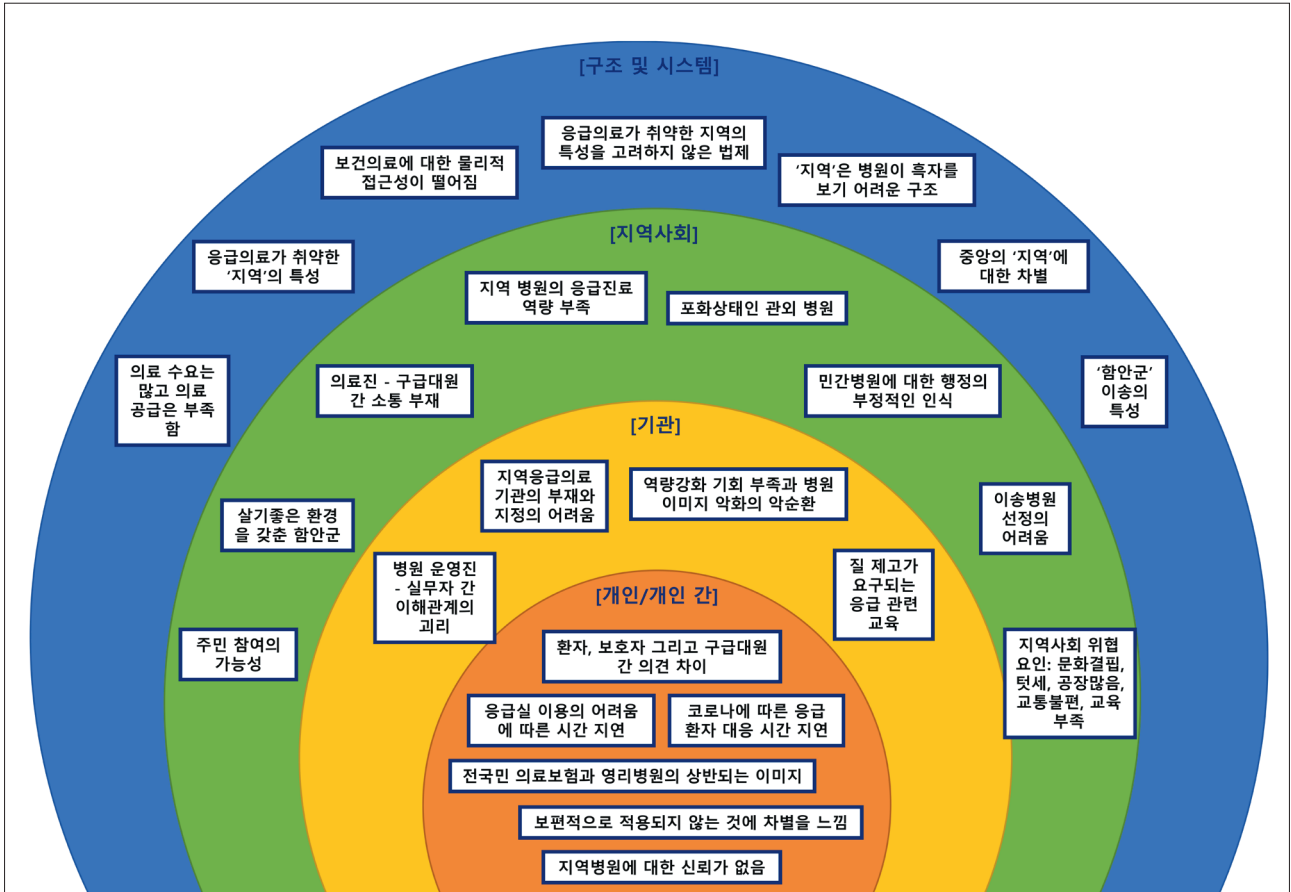 [구조 및 시스템]
응급의료가 취약한 지역의
특성을 고려하지 않은 법제
보건의료에 대한 물리적
접근성이 떨어짐
‘지역’은 병원이 흑자를
보기 어려운 구조
응급의료가 취약한
‘지역’의 특성
중앙의 ‘지역’에
대한 차별
의료 수요는
많고 의료
공급은 부족
함
‘함안군’
이송의
특성
[지역사회]
지역 병원의 응급진료
역량 부족
포화상태인 관외 병원
의료진 - 구급대원
간 소통 부재
민간병원에 대한 행정의
부정적인 인식
살기좋은 환경
을 갖춘 함안군
이송병원
선정의
어려움
주민 참여의
가능성
지역사회 위협
요인: 문화결핍,
텃세, 공장많음,
교통불편, 교육
부족
[기관]
지역응급의료
기관의 부재와
지정의 어려움
역량강화 기회 부족과 병원
이미지 악화의 악순환
병원 운영진
- 실무자 간
이해관계의
괴리
질 제고가
요구되는
응급 관련
교육
[개인/개인 간]
환자, 보호자 그리고 구급대원
간 의견 차이
응급실 이용의 어려움
에 따른 시간 지연
코로나에 따른 응급
환자 대응 시간 지연
전국민 의료보험과 영리병원의 상반되는 이미지
보편적으로 적용되지 않는 것에 차별을 느낌
지역병원에 대한 신뢰가 없음